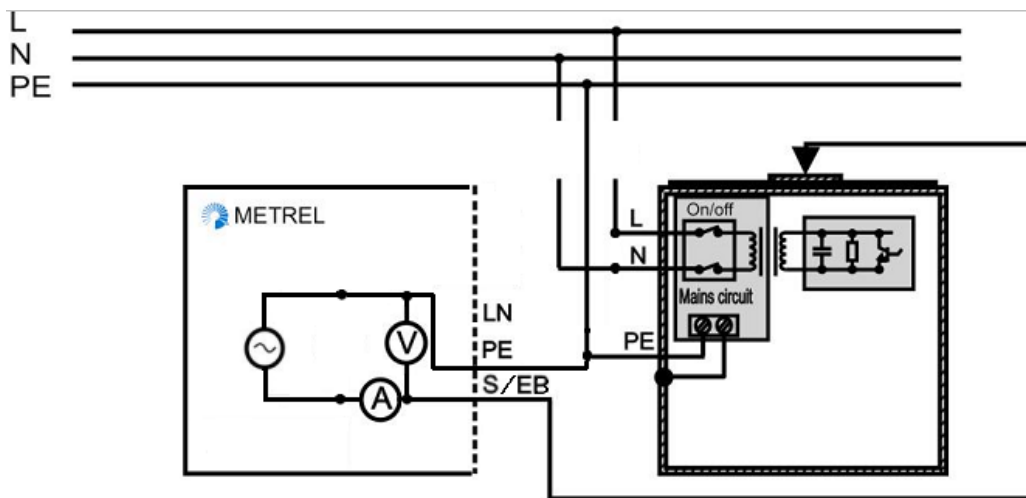 L
N
PE
METREL
On/off
L
N
Mains circuit
LN
PE
S/EB
PE
V
A